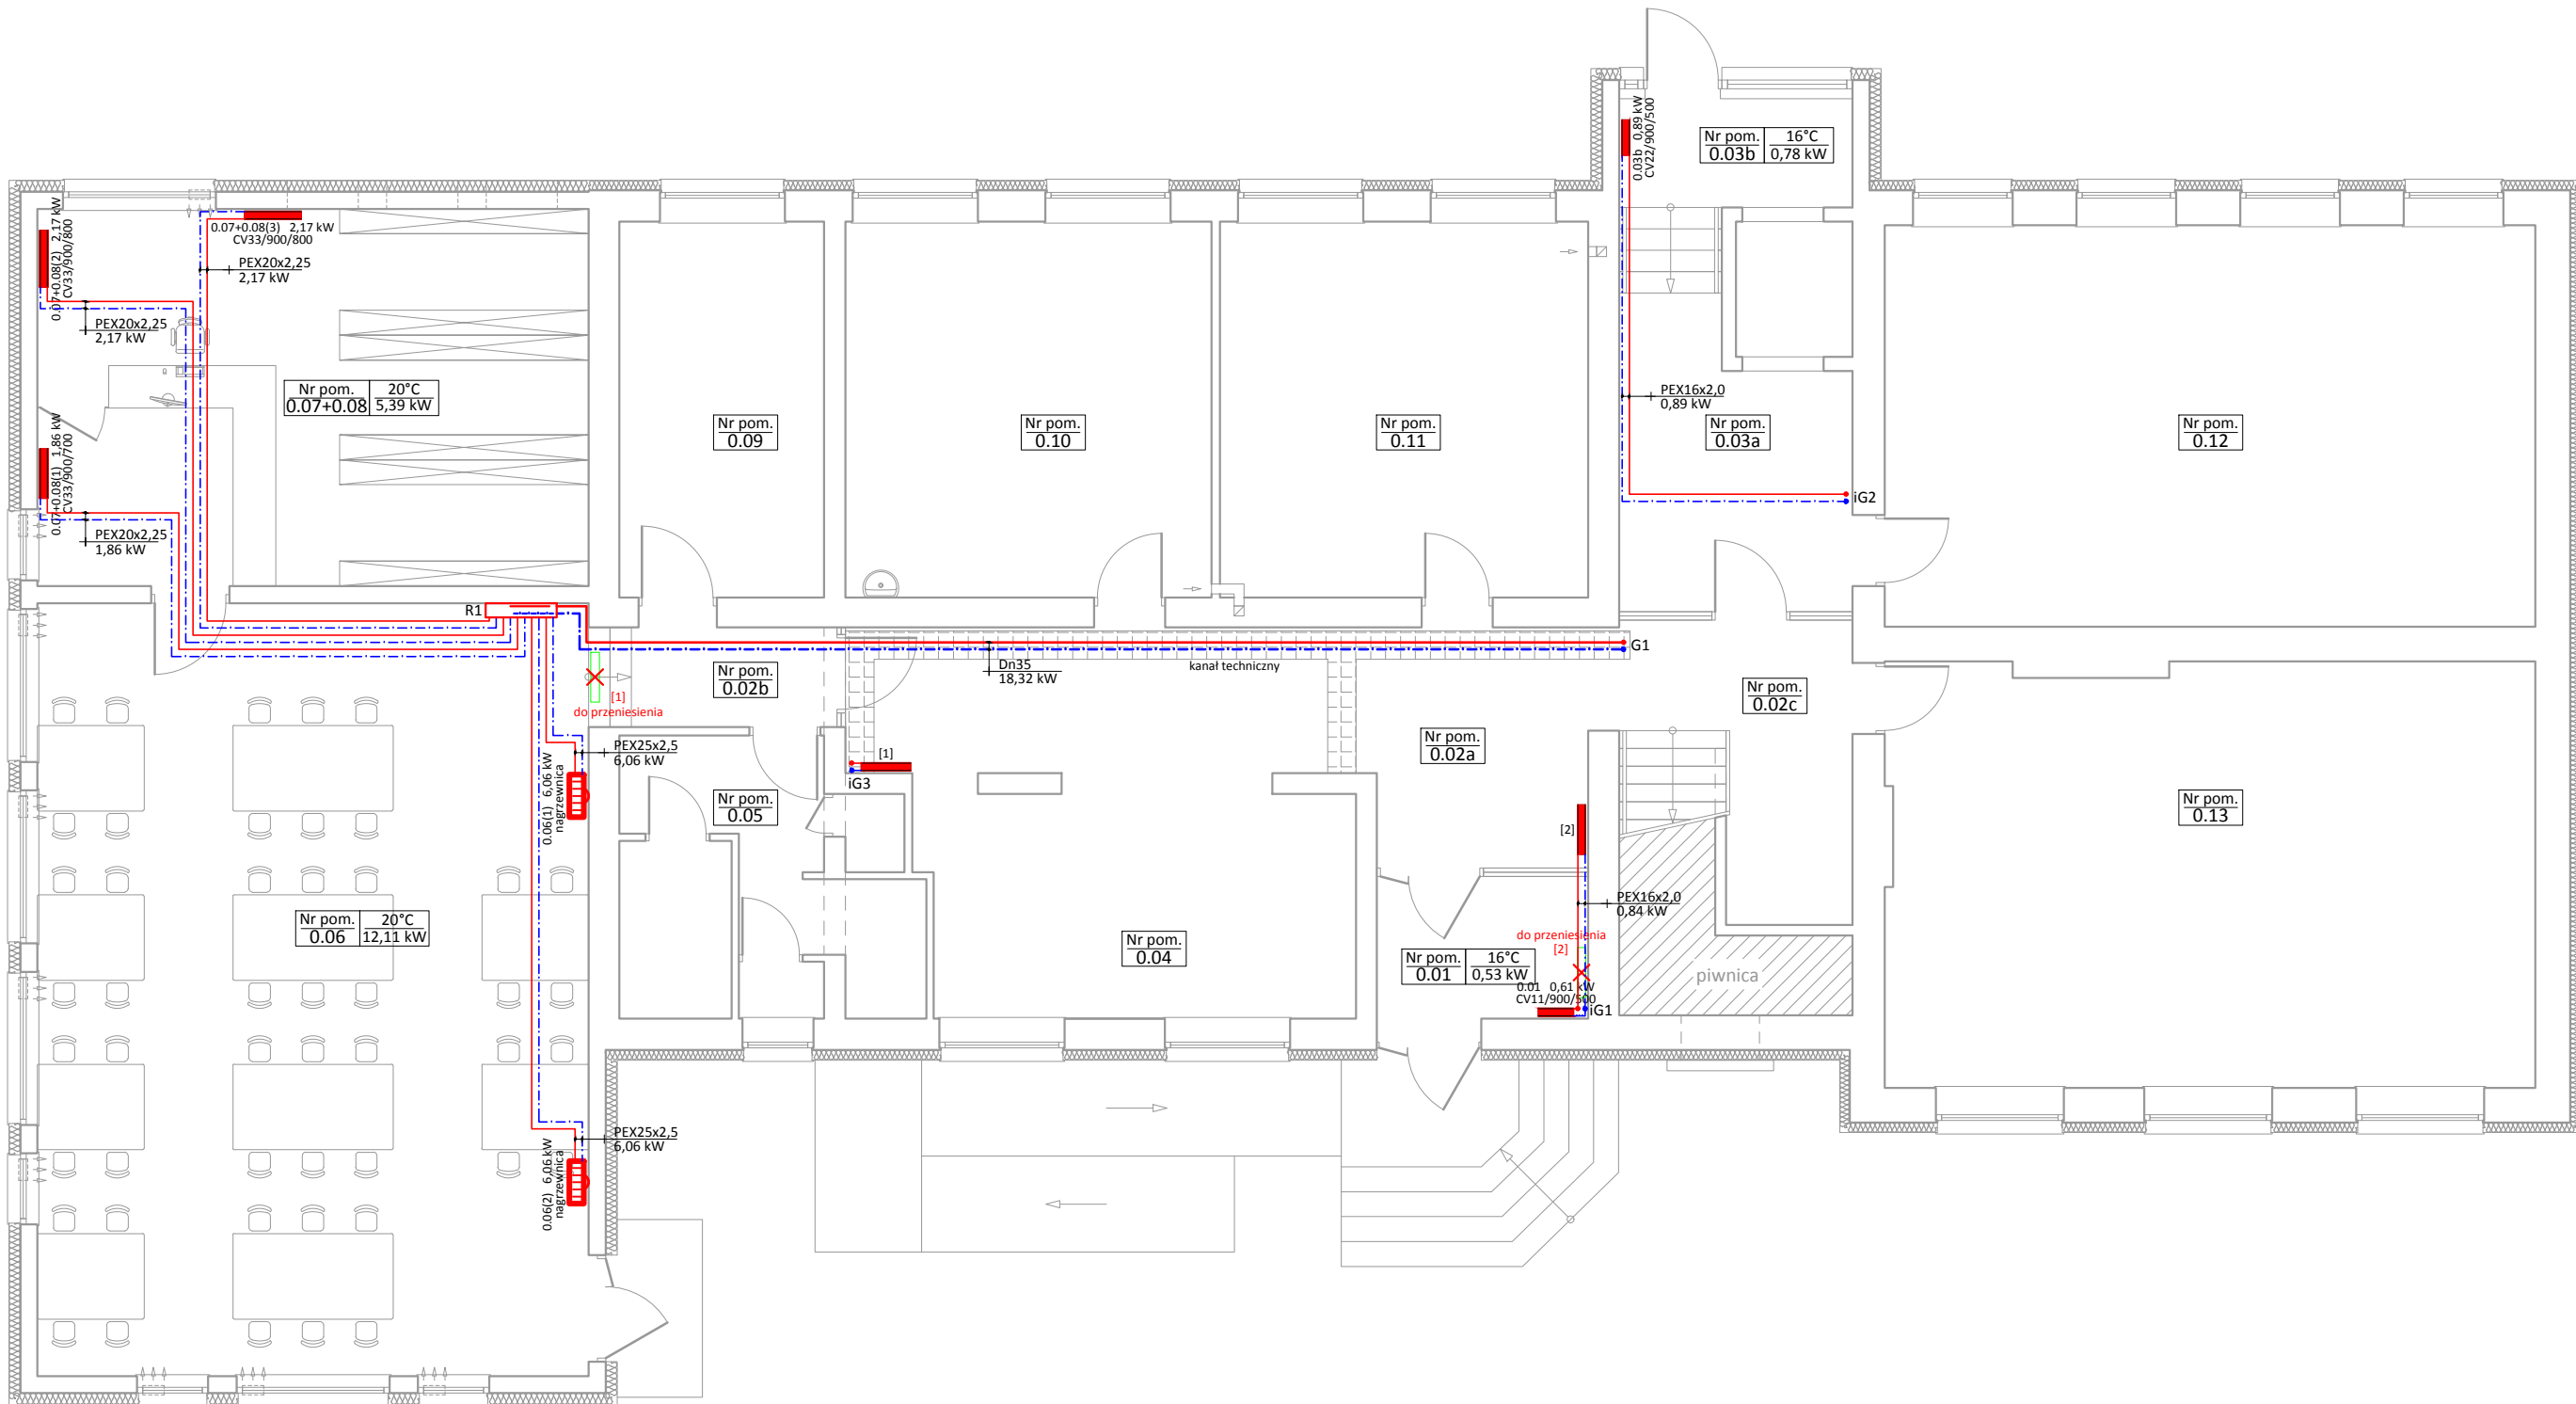 0.03b 0,89 kW
CV22/900/500
Nr pom. 16°C
0.03b 0,78 kW
0.07+0.08(2) 2,17 kW
CV33/900/800
0.07+0.08(3) 2,17 kW
CV33/900/800
PEX20x2,25
2,17 kW
PEX20x2,25
2,17 kW
Nr pom. 20°C
0.07+0.08 5,39 kW
0.07+0.08(1) 1,86 kW
CV33/900/700
PEX20x2,25
1,86 kW
Nr pom.
0.09
Nr pom.
0.10
Nr pom.
0.11
PEX16x2,0
0,89 kW
Nr pom.
0.03a
Nr pom.
0.12
iG2
R1
G1
Dn35
18,32 kW
kanał techniczny
Nr pom.
0.02b
[1]
do przeniesienia
Nr pom.
0.02c
Nr pom.
0.02a
PEX25x2,5
6,06 kW
[1]
iG3
0.06(1) 6,06 kW
nagrzewnica
Nr pom.
0.05
Nr pom.
0.13
[2]
PEX16x2,0
0,84 kW
Nr pom. 20°C
0.06 12,11 kW
Nr pom.
0.04
do przeniesienia
[2]
Nr pom. 16°C
0.01 0,53 kW
piwnica
0.01 0,61 kW
CV11/900/500
iG1
PEX25x2,5
6,06 kW
0.06(2) 6,06 kW
nagrzewnica